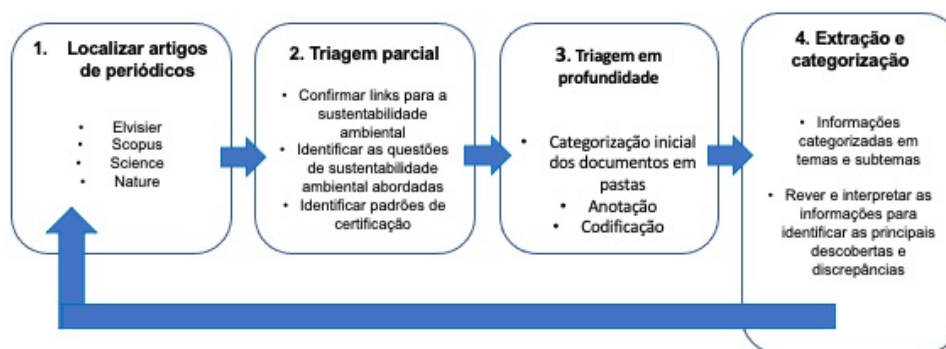 1. Localizar artigos
de periódicos
• Elvisier
• Scopus
• Science
• Nature
2. Triagem parcial
• Confirmar links para a
sustentabilidade
ambiental
• Identificar as questões
de sustentabilidade
ambiental abordadas
• Identificar padrões de
certificação
3. Triagem em
profundidade
• Categorização inicial
dos documentos em
pastas
• Anotação
• Codificação
4. Extração e
categorização
• Informações
categorizadas em
temas e subtemas
• Rever e interpretar as
informações para
identificar as principais
descobertas e
discrepâncias